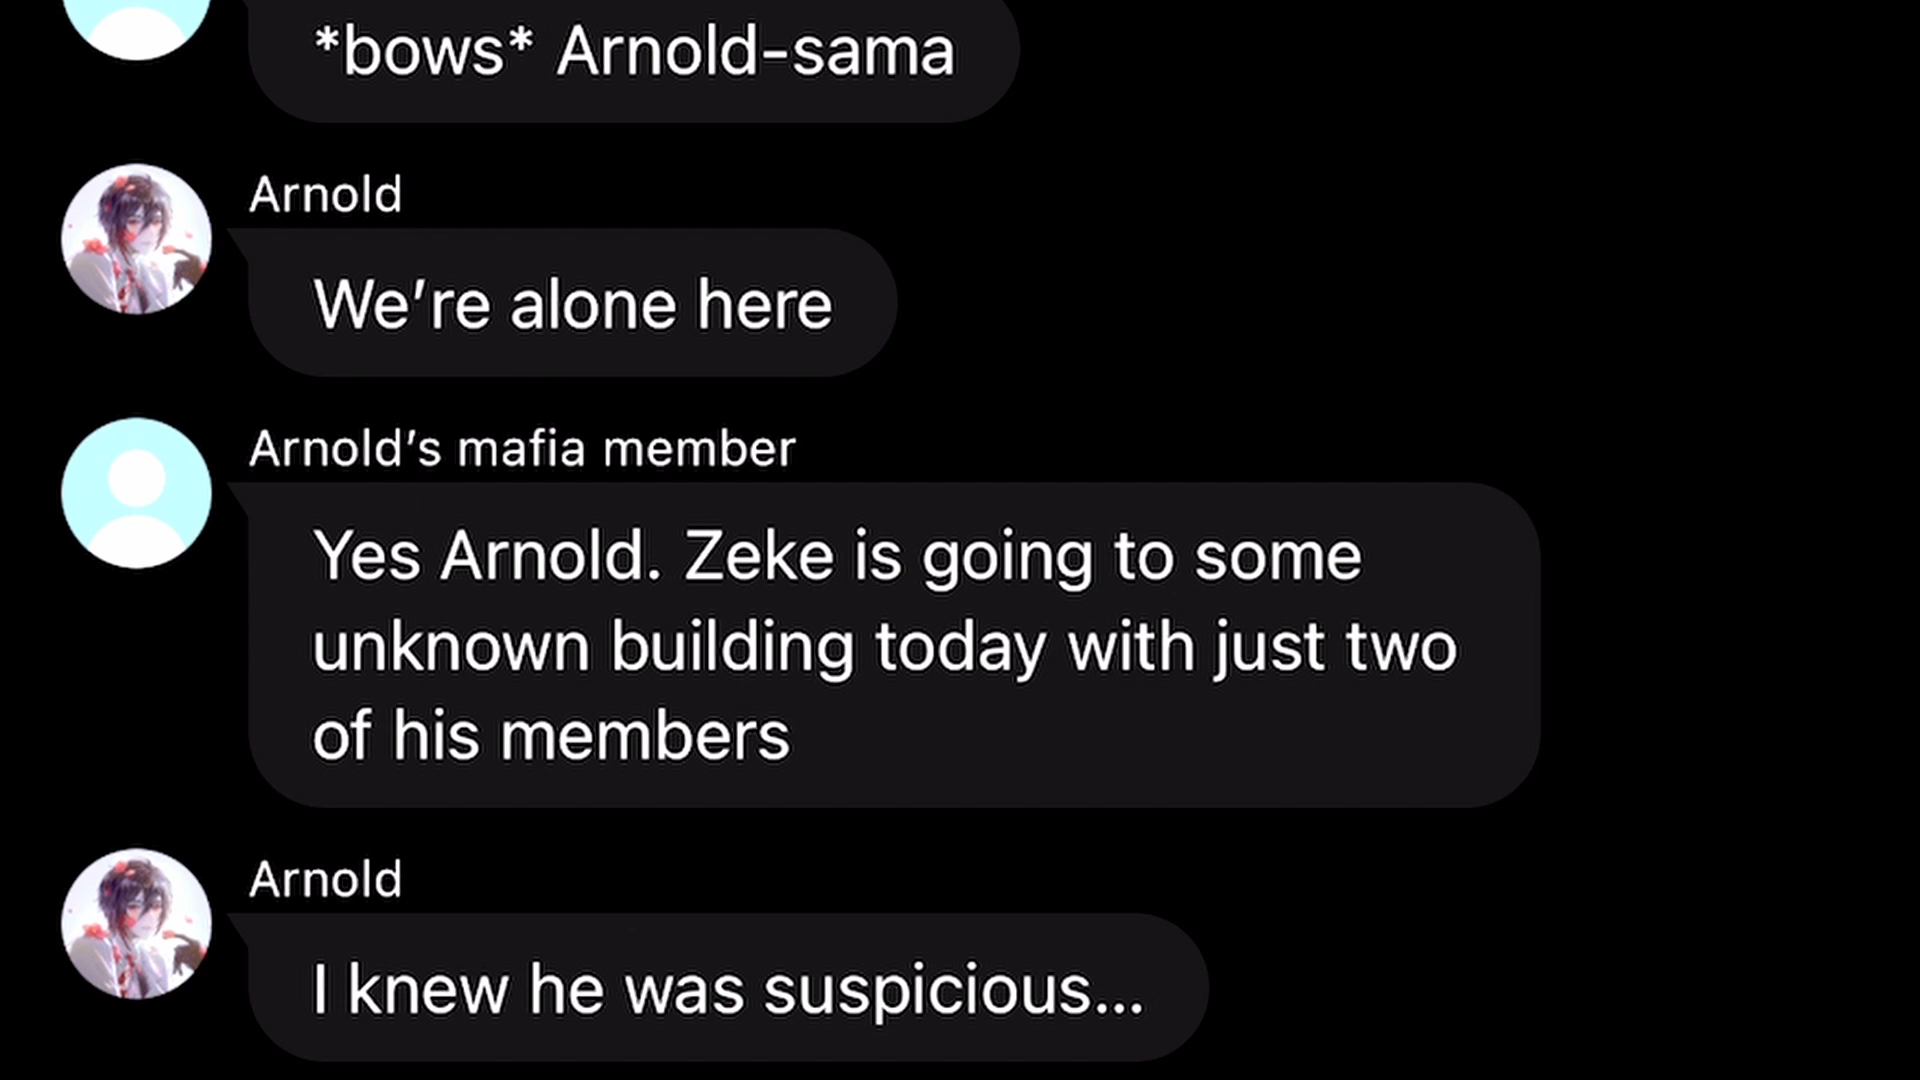 *bows* Arnold-sama
Arnold
We're alone here
Arnold's mafia member
Yes Arnold. Zeke is going to some
unknown building today with just two
of his members
Arnold
I knew he was suspicious...